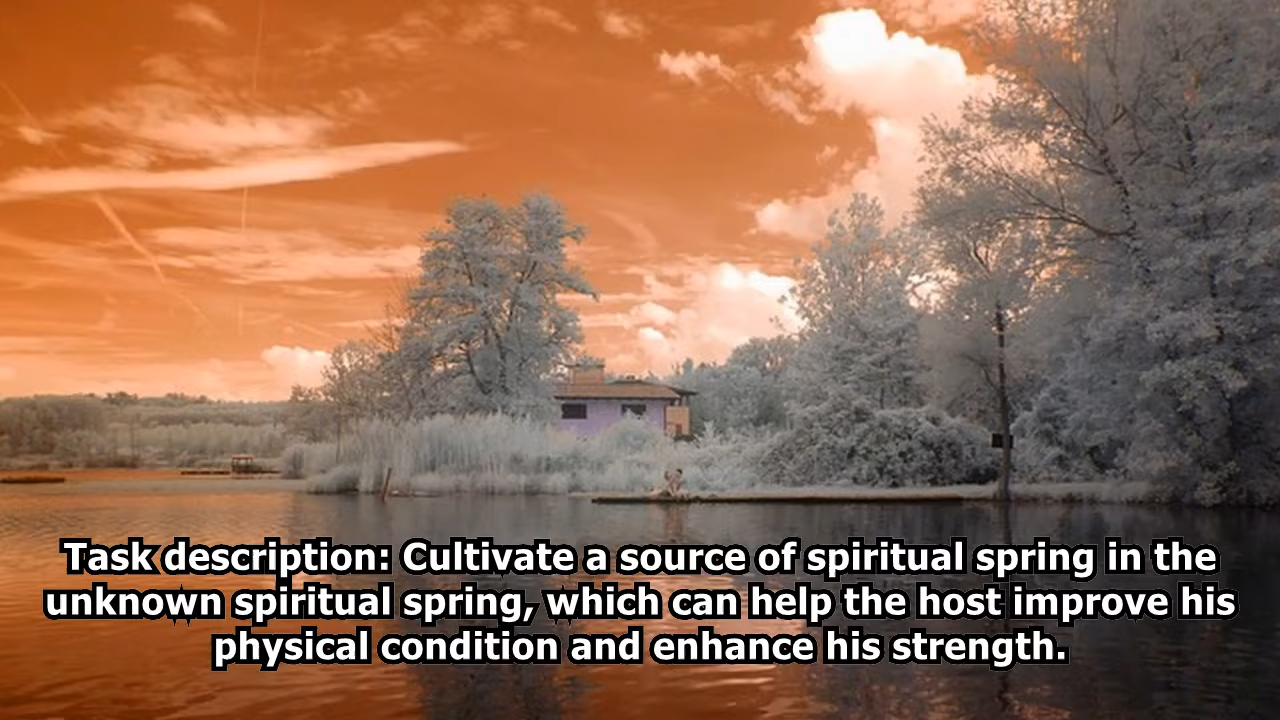 Task description: Cultivate a source of spiritual spring in the
unknown spiritual spring, which can help the host improve his
physical condition and enhance his strength.